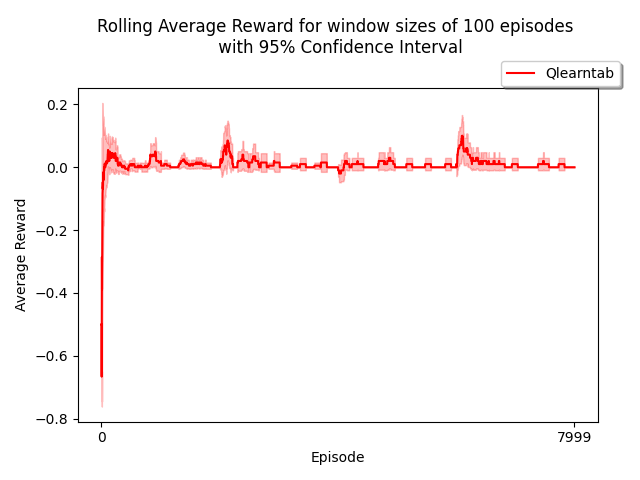 Rolling Average Reward for window sizes of 100 episodes
with 95% Confidence Interval
Qlearntab
0.2
0.0
−0.2
−0.4
−0.6
−0.8
Average Reward
0
7999
Episode